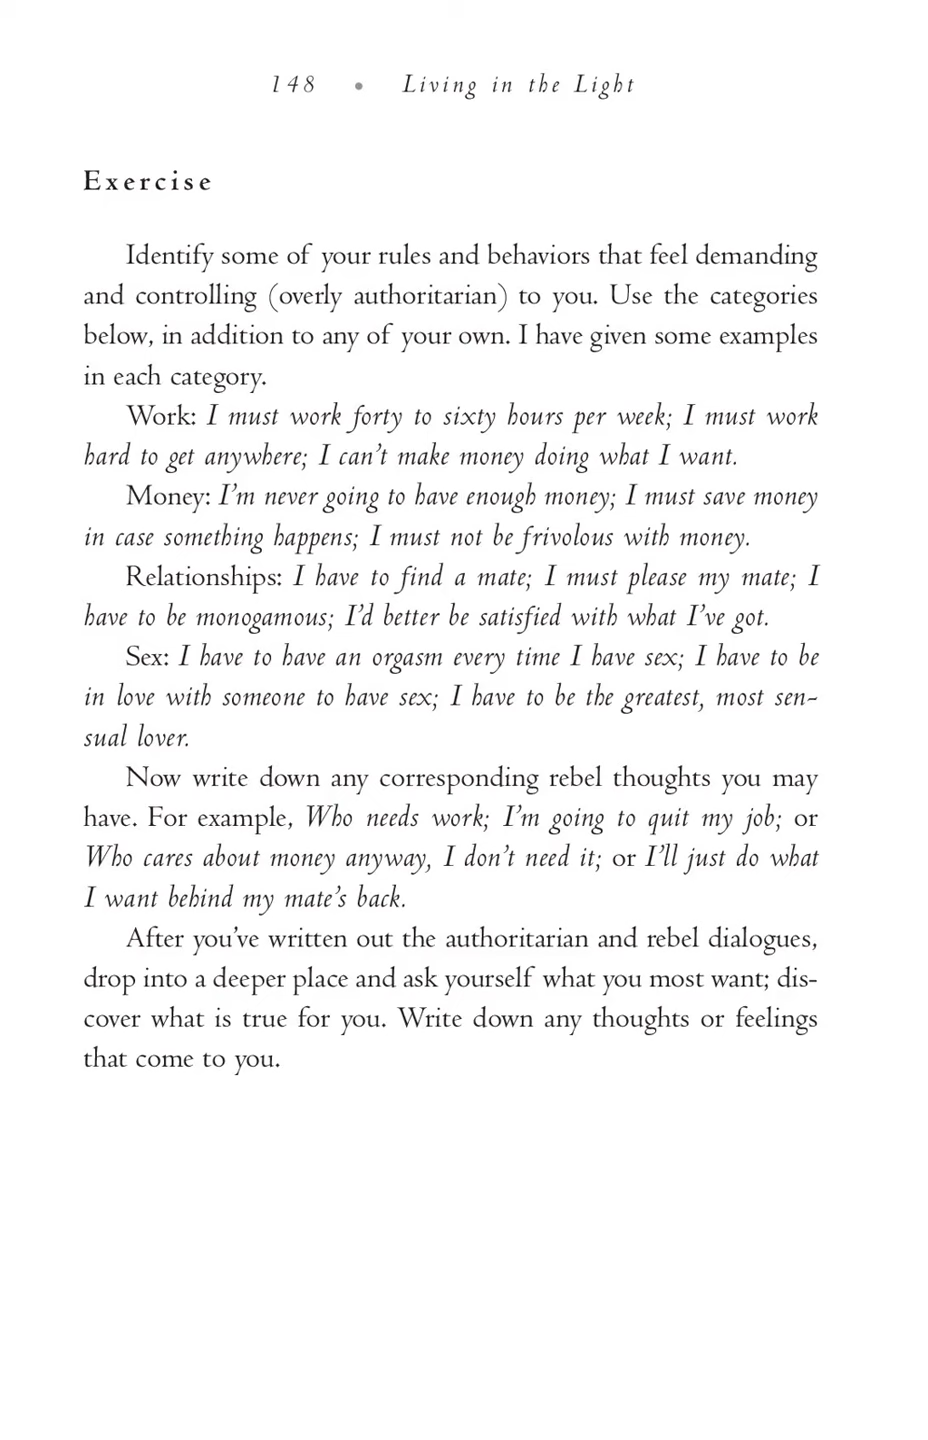 148 • Living in the Light
Exercise
Identify some of your rules and behaviors that feel demanding
and controlling (overly authoritarian) to you. Use the categories
below, in addition to any of your own. I have given some examples
in each category.
Work: I must work forty to sixty hours per week; I must work
hard to get anywhere; I can’t make money doing what I want.
Money: I’m never going to have enough money; I must save money
in case something happens; I must not be frivolous with money.
Relationships: I have to find a mate; I must please my mate; I
have to be monogamous; I’d better be satisfied with what I’ve got.
Sex: I have to have an orgasm every time I have sex; I have to be
in love with someone to have sex; I have to be the greatest, most sen-
sual lover.
Now write down any corresponding rebel thoughts you may
have. For example, Who needs work; I’m going to quit my job; or
Who cares about money anyway, I don’t need it; or I’ll just do what
I want behind my mate’s back.
After you’ve written out the authoritarian and rebel dialogues,
drop into a deeper place and ask yourself what you most want; dis-
cover what is true for you. Write down any thoughts or feelings
that come to you.